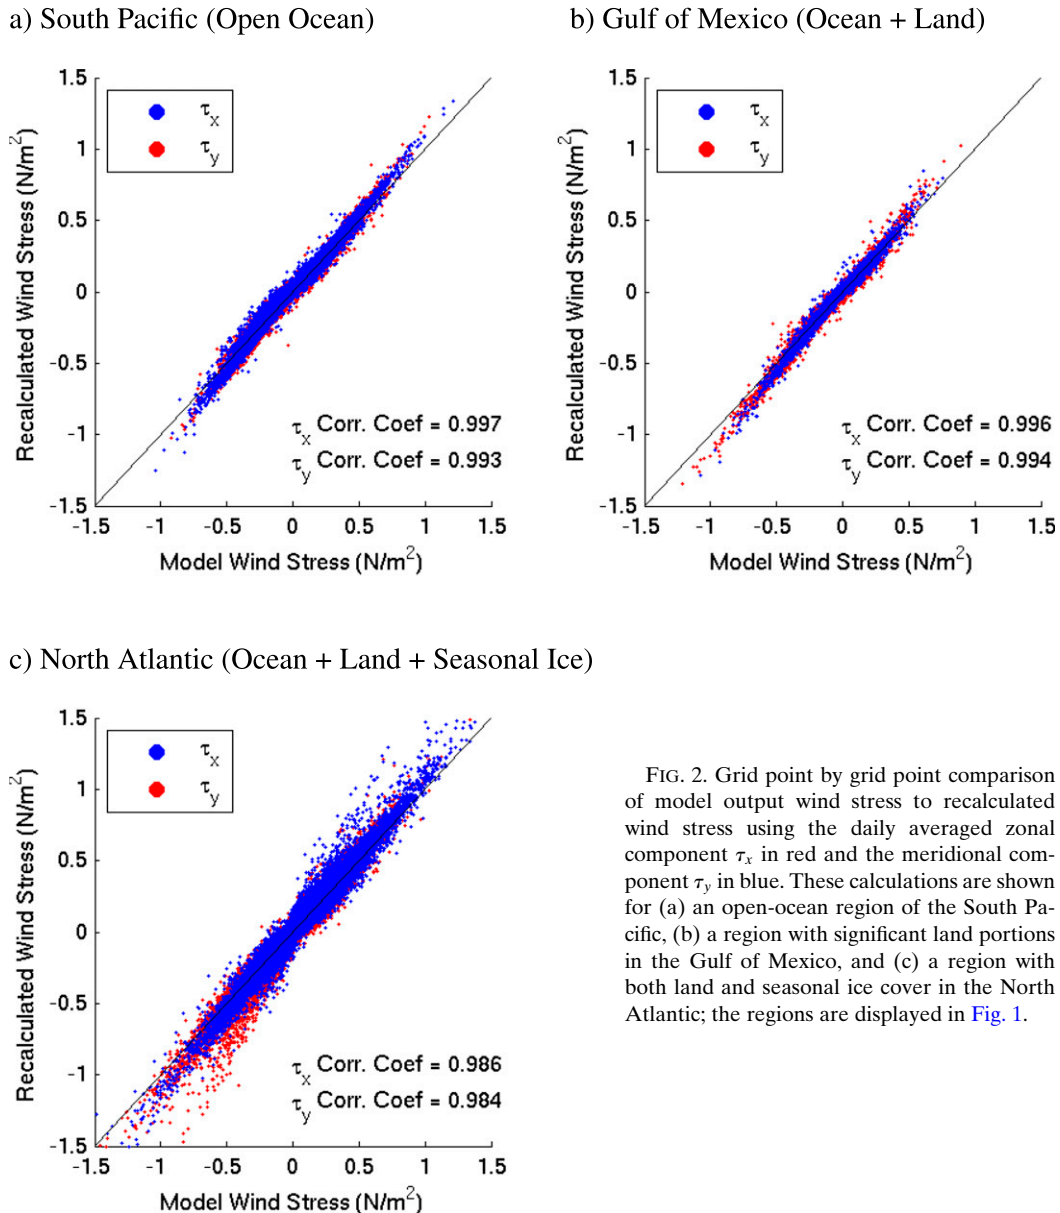 a) South Pacific (Open Ocean)
b) Gulf of Mexico (Ocean + Land)
1.5
1
0.5
0
-0.5
-1
-1.5
-1.5 -1 -0.5 0 0.5 1 1.5
Recalculated Wind Stress (N/m²)
Model Wind Stress (N/m²)
τx
τy
τx Corr. Coef = 0.997
τy Corr. Coef = 0.993
1.5
1
0.5
0
-0.5
-1
-1.5
-1.5 -1 -0.5 0 0.5 1 1.5
Recalculated Wind Stress (N/m²)
Model Wind Stress (N/m²)
τx
τy
τx Corr. Coef = 0.996
τy Corr. Coef = 0.994
c) North Atlantic (Ocean + Land + Seasonal Ice)
1.5
1
0.5
0
-0.5
-1
-1.5
-1.5 -1 -0.5 0 0.5 1 1.5
Recalculated Wind Stress (N/m²)
Model Wind Stress (N/m²)
τx
τy
τx Corr. Coef = 0.986
τy Corr. Coef = 0.984
FIG. 2. Grid point by grid point comparison
of model output wind stress to recalculated
wind stress using the daily averaged zonal
component τx in red and the meridional com-
ponent τy in blue. These calculations are shown
for (a) an open-ocean region of the South Pa-
cific, (b) a region with significant land portions
in the Gulf of Mexico, and (c) a region with
both land and seasonal ice cover in the North
Atlantic; the regions are displayed in Fig. 1.